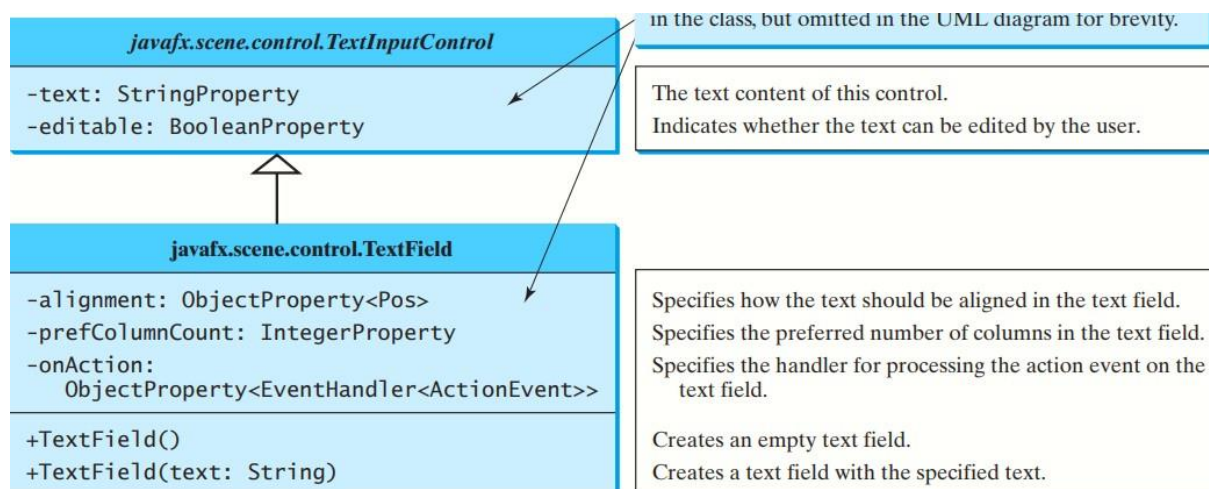 in the class, but omitted in the UML diagram for brevity.
javafx.scene.control.TextInputControl
-text: StringProperty
-editable: BooleanProperty
The text content of this control.
Indicates whether the text can be edited by the user.
javafx.scene.control.TextField
-alignment: ObjectProperty<Pos>
-prefColumnCount: IntegerProperty
-onAction:
ObjectProperty<EventHandler<ActionEvent>>
+TextField()
+TextField(text: String)
Specifies how the text should be aligned in the text field.
Specifies the preferred number of columns in the text field.
Specifies the handler for processing the action event on the
text field.
Creates an empty text field.
Creates a text field with the specified text.